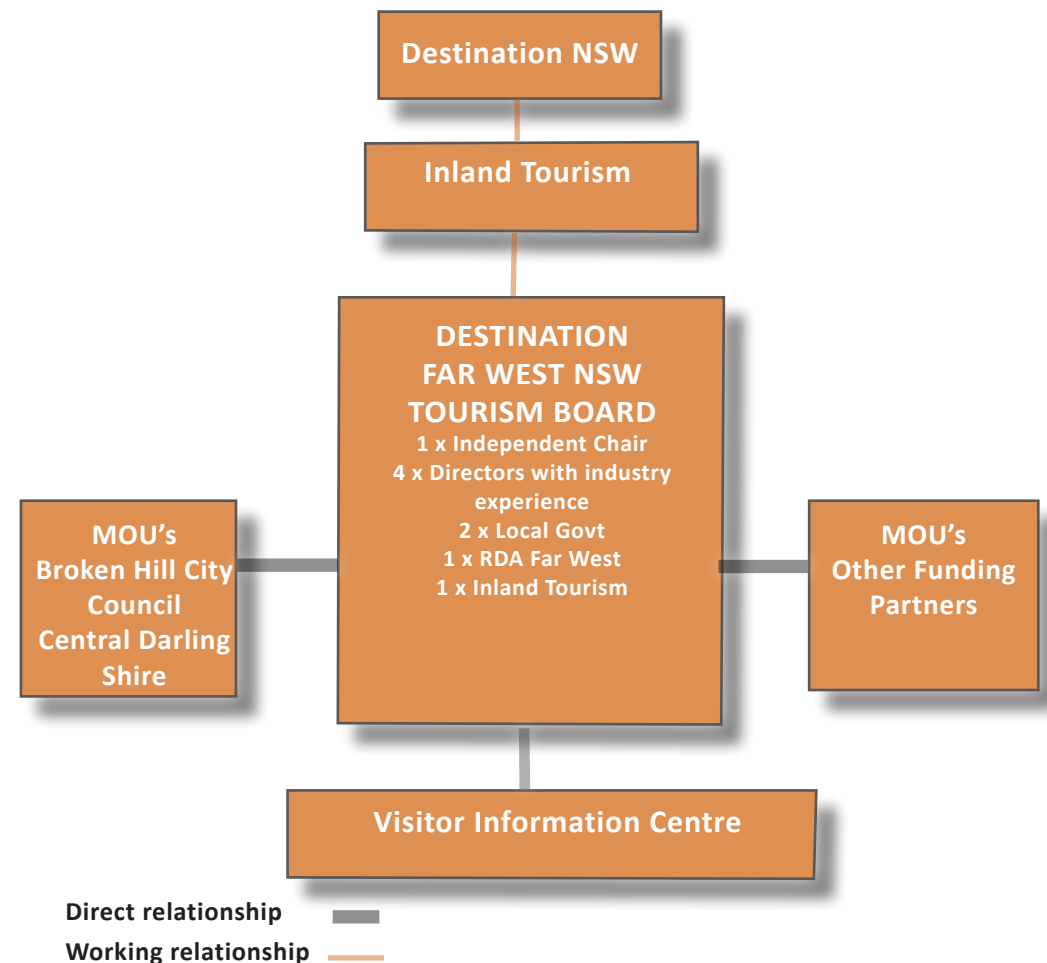 Destination NSW
Inland Tourism
DESTINATION
FAR WEST NSW
TOURISM BOARD
1 x Independent Chair
4 x Directors with industry
experience
2 x Local Govt
1 x RDA Far West
1 x Inland Tourism
MOU’s
Broken Hill City
Council
Central Darling
Shire
MOU’s
Other Funding
Partners
Visitor Information Centre
Direct relationship
Working relationship